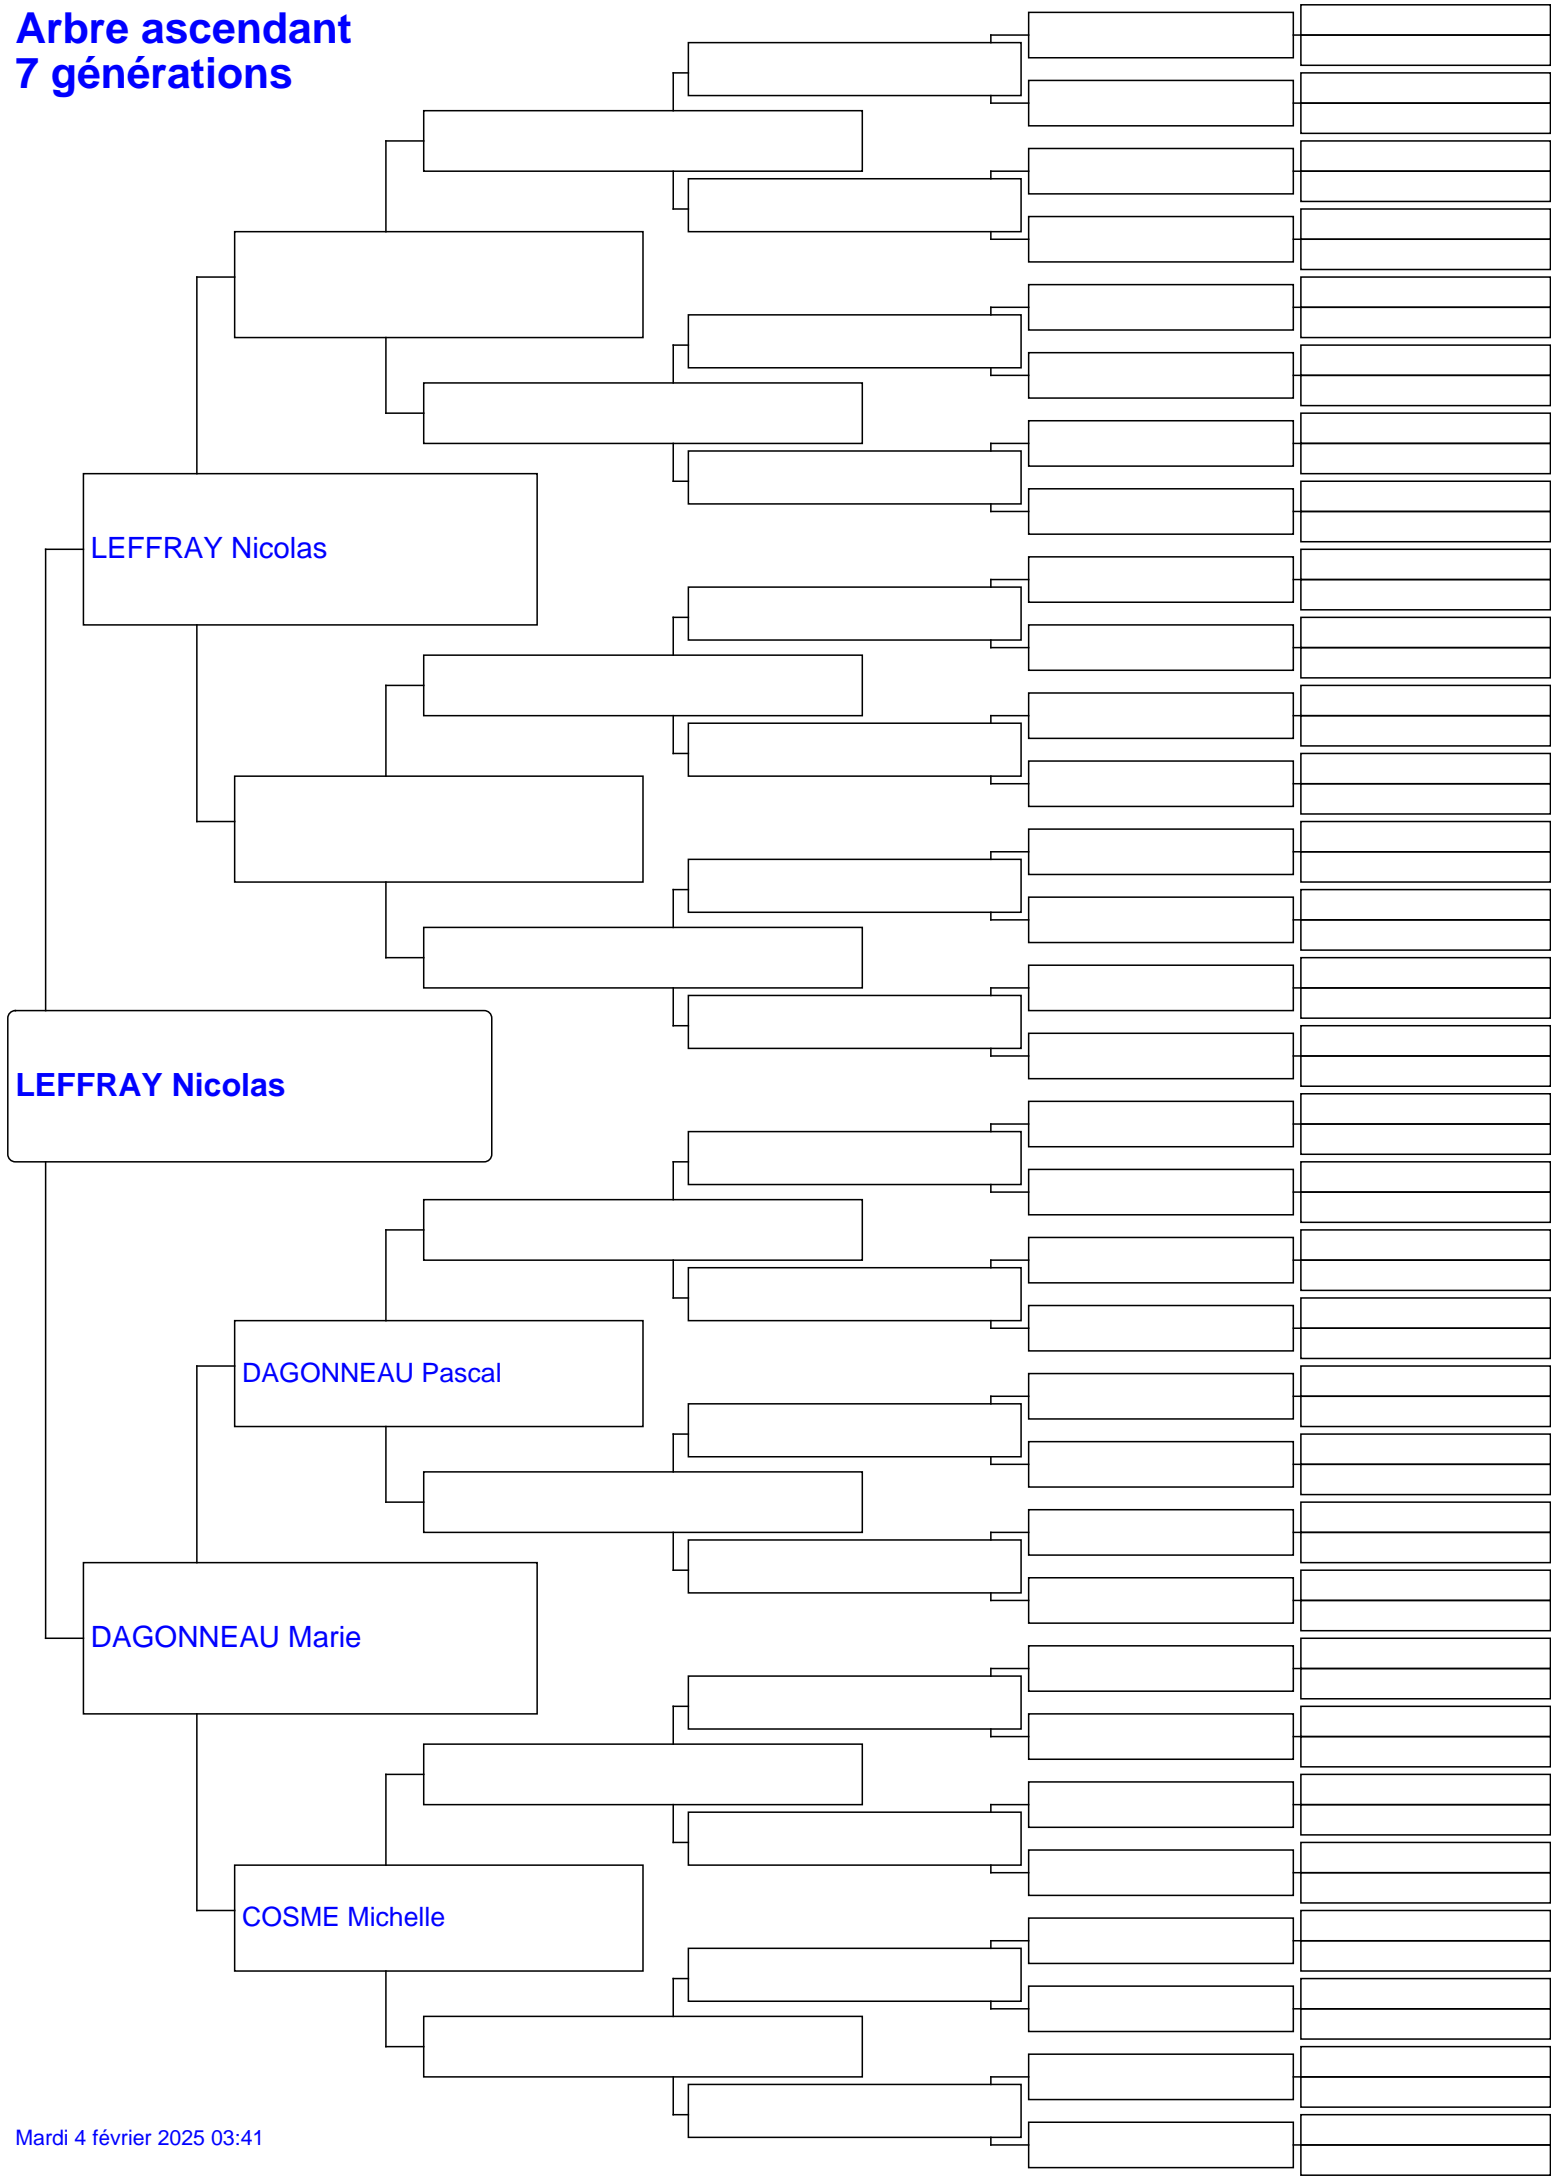 Arbre ascendant
7 générations
LEFFRAY Nicolas
LEFFRAY Nicolas
DAGONNEAU Pascal
DAGONNEAU Marie
COSME Michelle
Mardi 4 février 2025 03:41